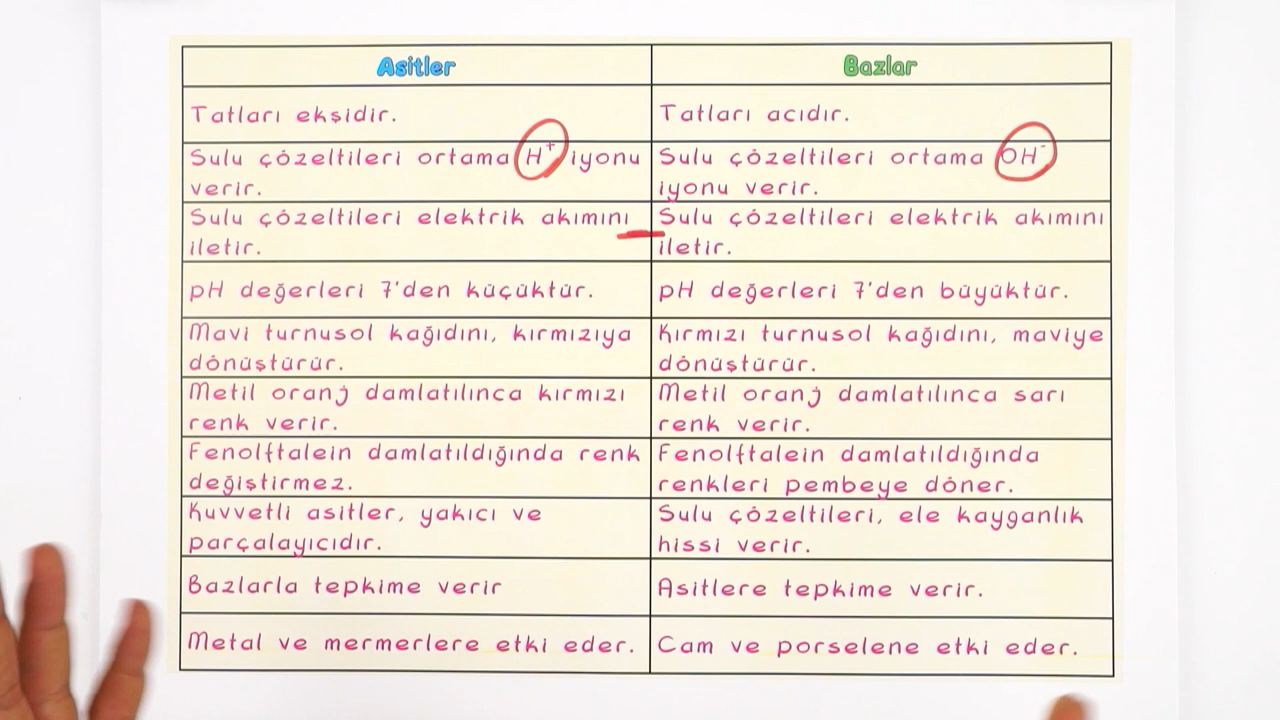 Asitler
Bazlar
Tatları ekşidir.
Tatları acıdır.
Sulu çözeltileri ortama H⁺ iyonu
verir.
Sulu çözeltileri ortama OH⁻
iyonu verir.
Sulu çözeltileri elektrik akımını
iletir.
Sulu çözeltileri elektrik akımını
iletir.
pH değerleri 7'den küçüktür.
pH değerleri 7'den büyüktür.
Mavi turnusol kağıdını, kırmızıya
dönüştürür.
Kırmızı turnusol kağıdını, maviye
dönüştürür.
Metil oranj damlatılınca kırmızı
renk verir.
Metil oranj damlatılınca sarı
renk verir.
Fenolftalein damlatıldığında renk
değiştirmez.
Fenolftalein damlatıldığında
renkleri pembeye döner.
Kuvvetli asitler, yakıcı ve
parçalayıcıdır.
Sulu çözeltileri, ele kayganlık
hissi verir.
Bazlarla tepkime verir
Asitlere tepkime verir.
Metal ve mermerlere etki eder.
Cam ve porselene etki eder.